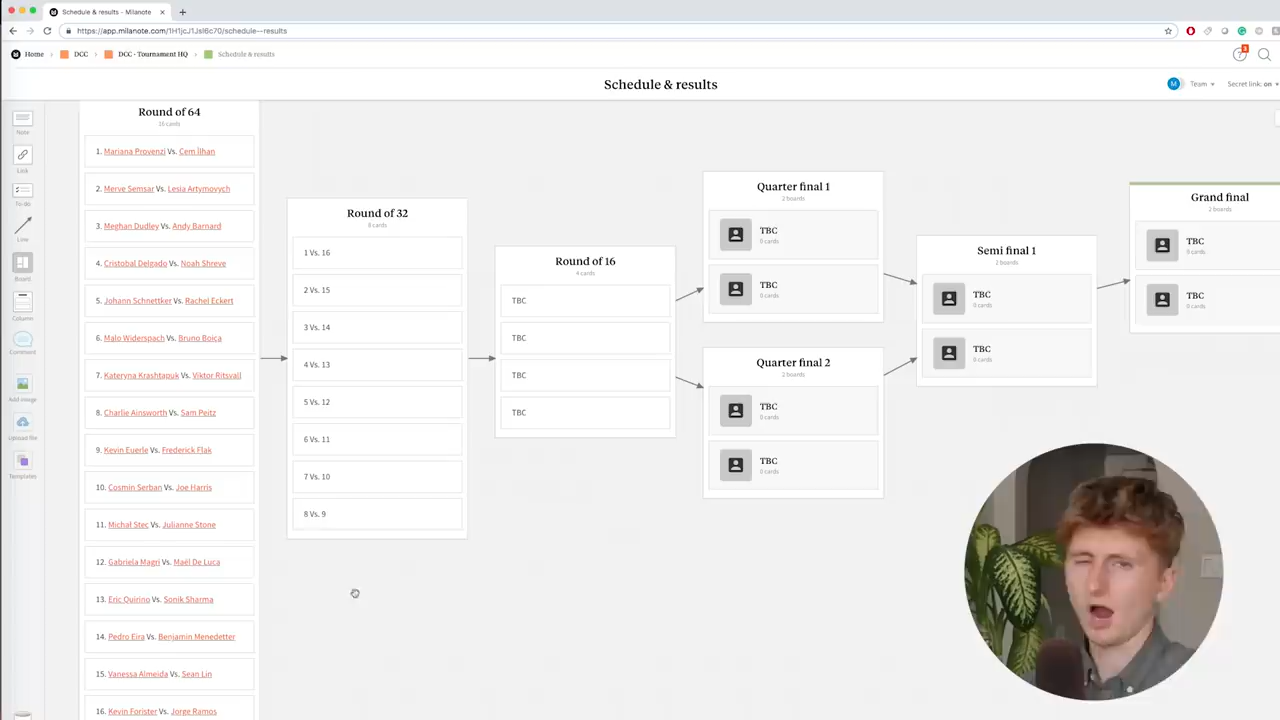 Schedule & results - Milanote
https://app.milanote.com/1H1jcJ1Jsl6c70/schedule--results
Home
DCC
DCC - Tournament HQ
Schedule & results
3
Schedule & results
M
Team
Secret link: on
Note
Link
To-do
Line
Board
Column
Comment
Add image
Upload file
Templates
Round of 64
16 cards
1. Mariana Provenzi Vs. Cem İlhan
2. Merve Semsar Vs. Lesia Artymovych
3. Meghan Dudley Vs. Andy Barnard
4. Cristobal Delgado Vs. Noah Shreve
5. Johann Schnettker Vs. Rachel Eckert
6. Malo Widerspach Vs. Bruno Boiça
7. Kateryna Krashtapuk Vs. Viktor Ritsvall
8. Charlie Ainsworth Vs. Sam Peitz
9. Kevin Euerle Vs. Frederick Flak
10. Cosmin Serban Vs. Joe Harris
11. Michał Stec Vs. Julianne Stone
12. Gabriela Magri Vs. Maël De Luca
13. Eric Quirino Vs. Sonik Sharma
14. Pedro Eira Vs. Benjamin Menedetter
15. Vanessa Almeida Vs. Sean Lin
16. Kevin Forister Vs. Jorge Ramos
Round of 32
8 cards
1 Vs. 16
2 Vs. 15
3 Vs. 14
4 Vs. 13
5 Vs. 12
6 Vs. 11
7 Vs. 10
8 Vs. 9
Round of 16
4 cards
TBC
TBC
TBC
TBC
Quarter final 1
2 boards
TBC
0 cards
TBC
0 cards
Quarter final 2
2 boards
TBC
0 cards
TBC
0 cards
Semi final 1
2 boards
TBC
0 cards
TBC
0 cards
Grand final
2 boards
TBC
0 cards
TBC
0 cards